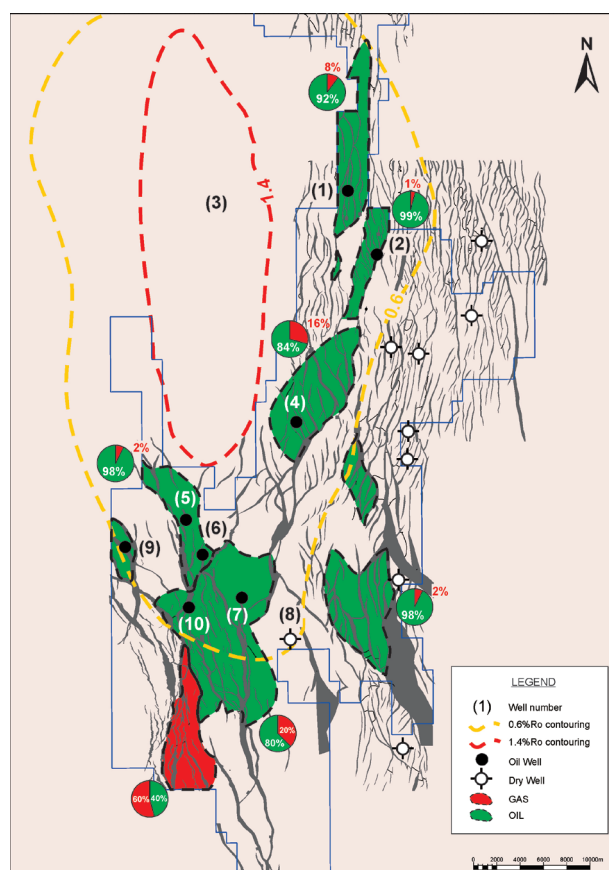 N
8%
92%
(1)
1.4
(3)
1%
99%
(2)
0.6
16%
84%
(4)
2%
98%
(5)
(6)
(9)
(7)
(10)
(8)
2%
98%
20%
80%
60%
40%
LEGEND
(1) Well number
0.6%Ro contouring
1.4%Ro contouring
Oil Well
Dry Well
GAS
OIL
0 2000 4000 6000 8000 10000m